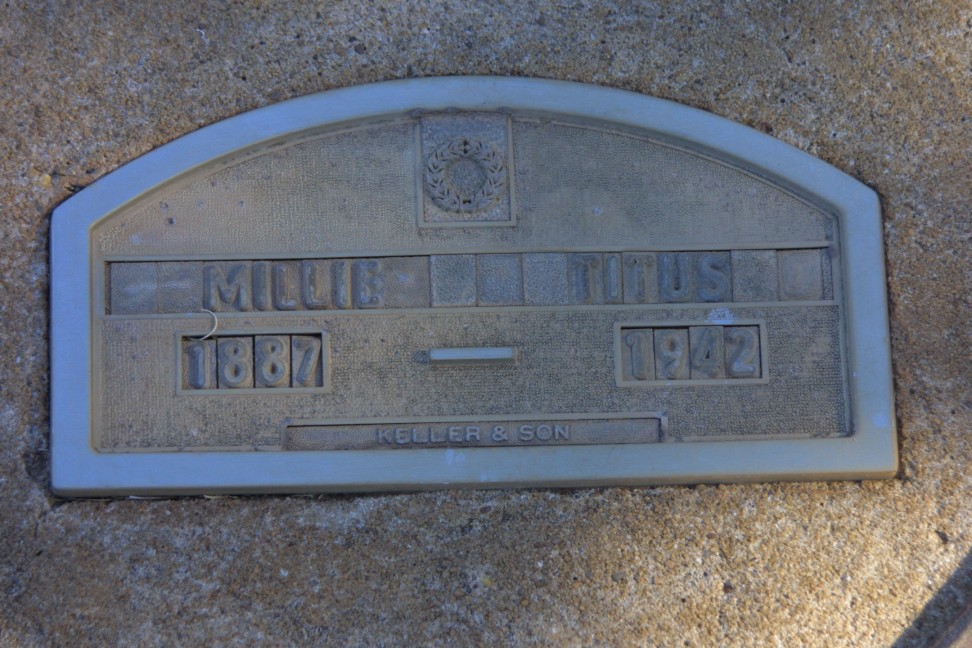 MILLIE TITUS
1887 – 1942
KELLER & SON